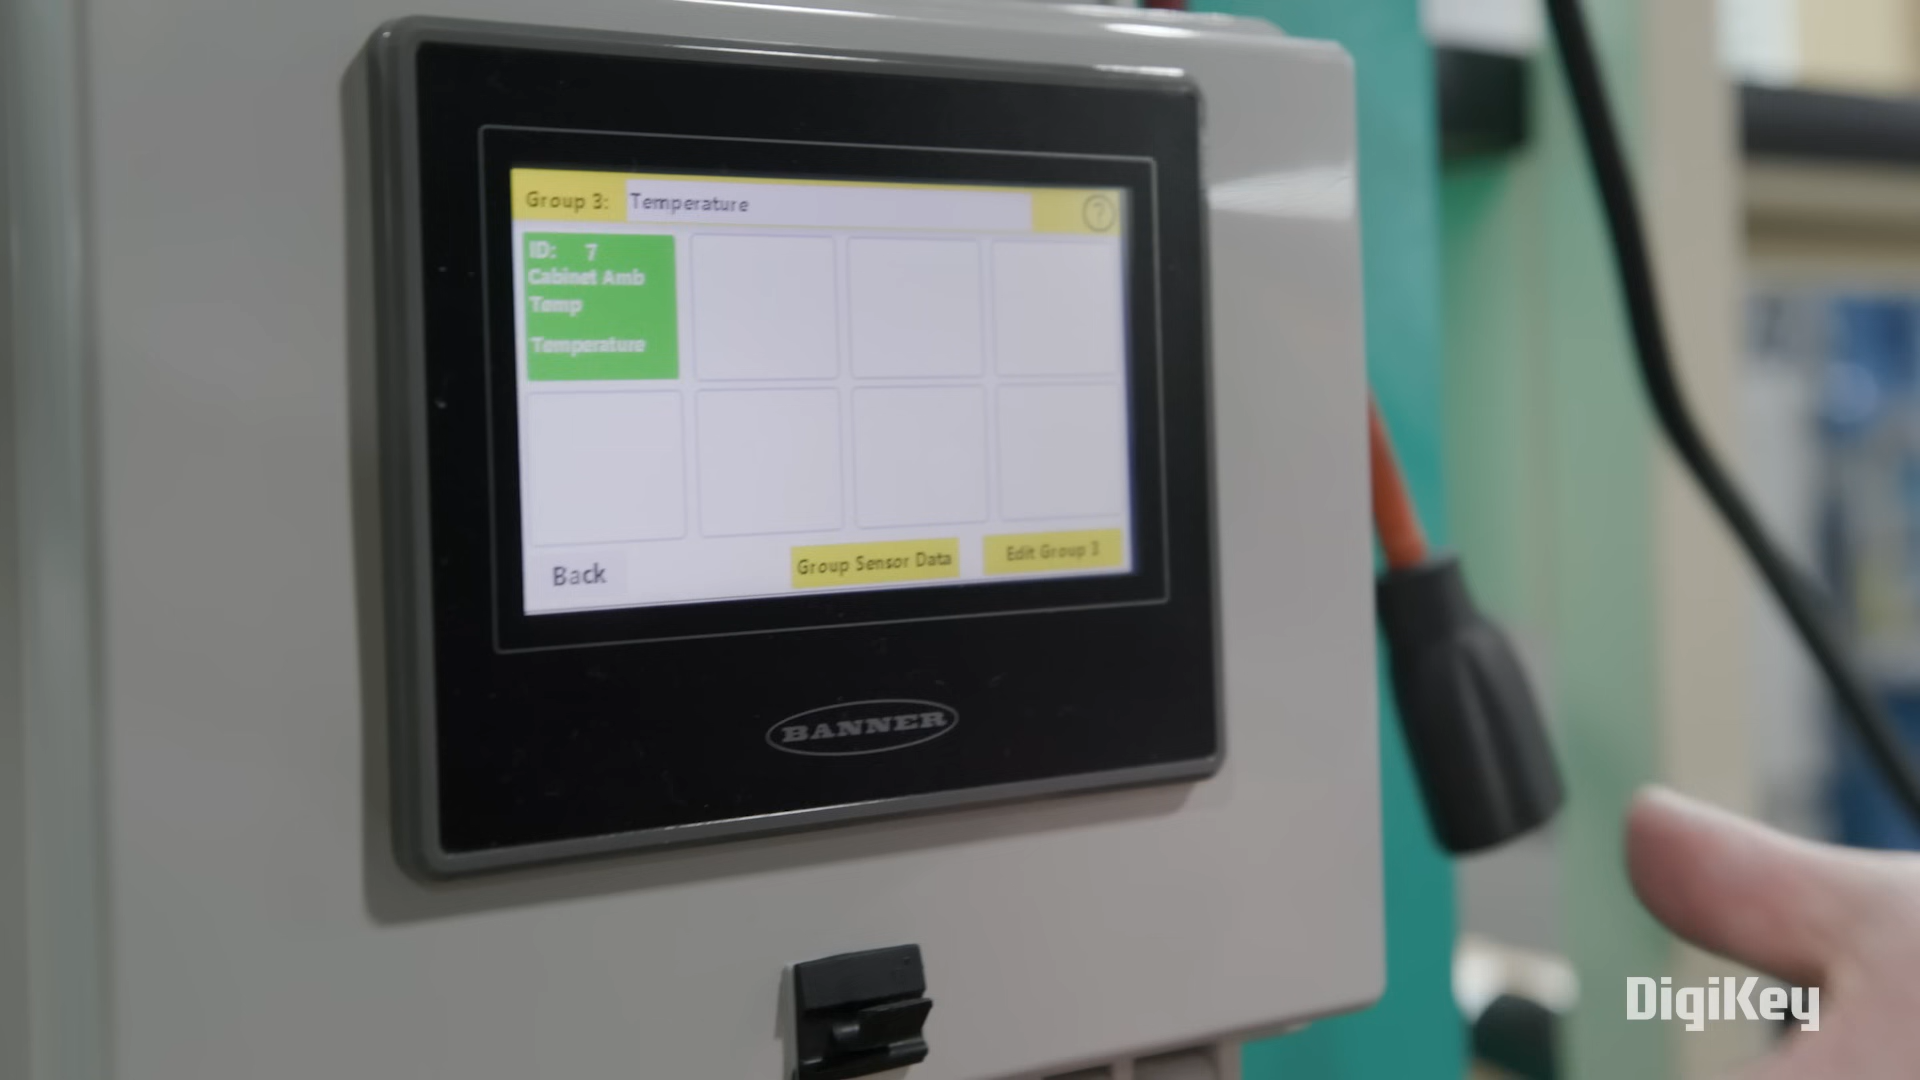 Group 3: Temperature
?
ID: 7
Cabinet Amb
Temp
Temperature
Back
Group Sensor Data
Edit Group 3
BANNER
DigiKey